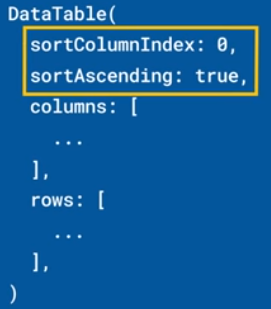 DataTable(
sortColumnIndex: 0,
sortAscending: true,
columns: [
...
],
rows: [
...
],
)